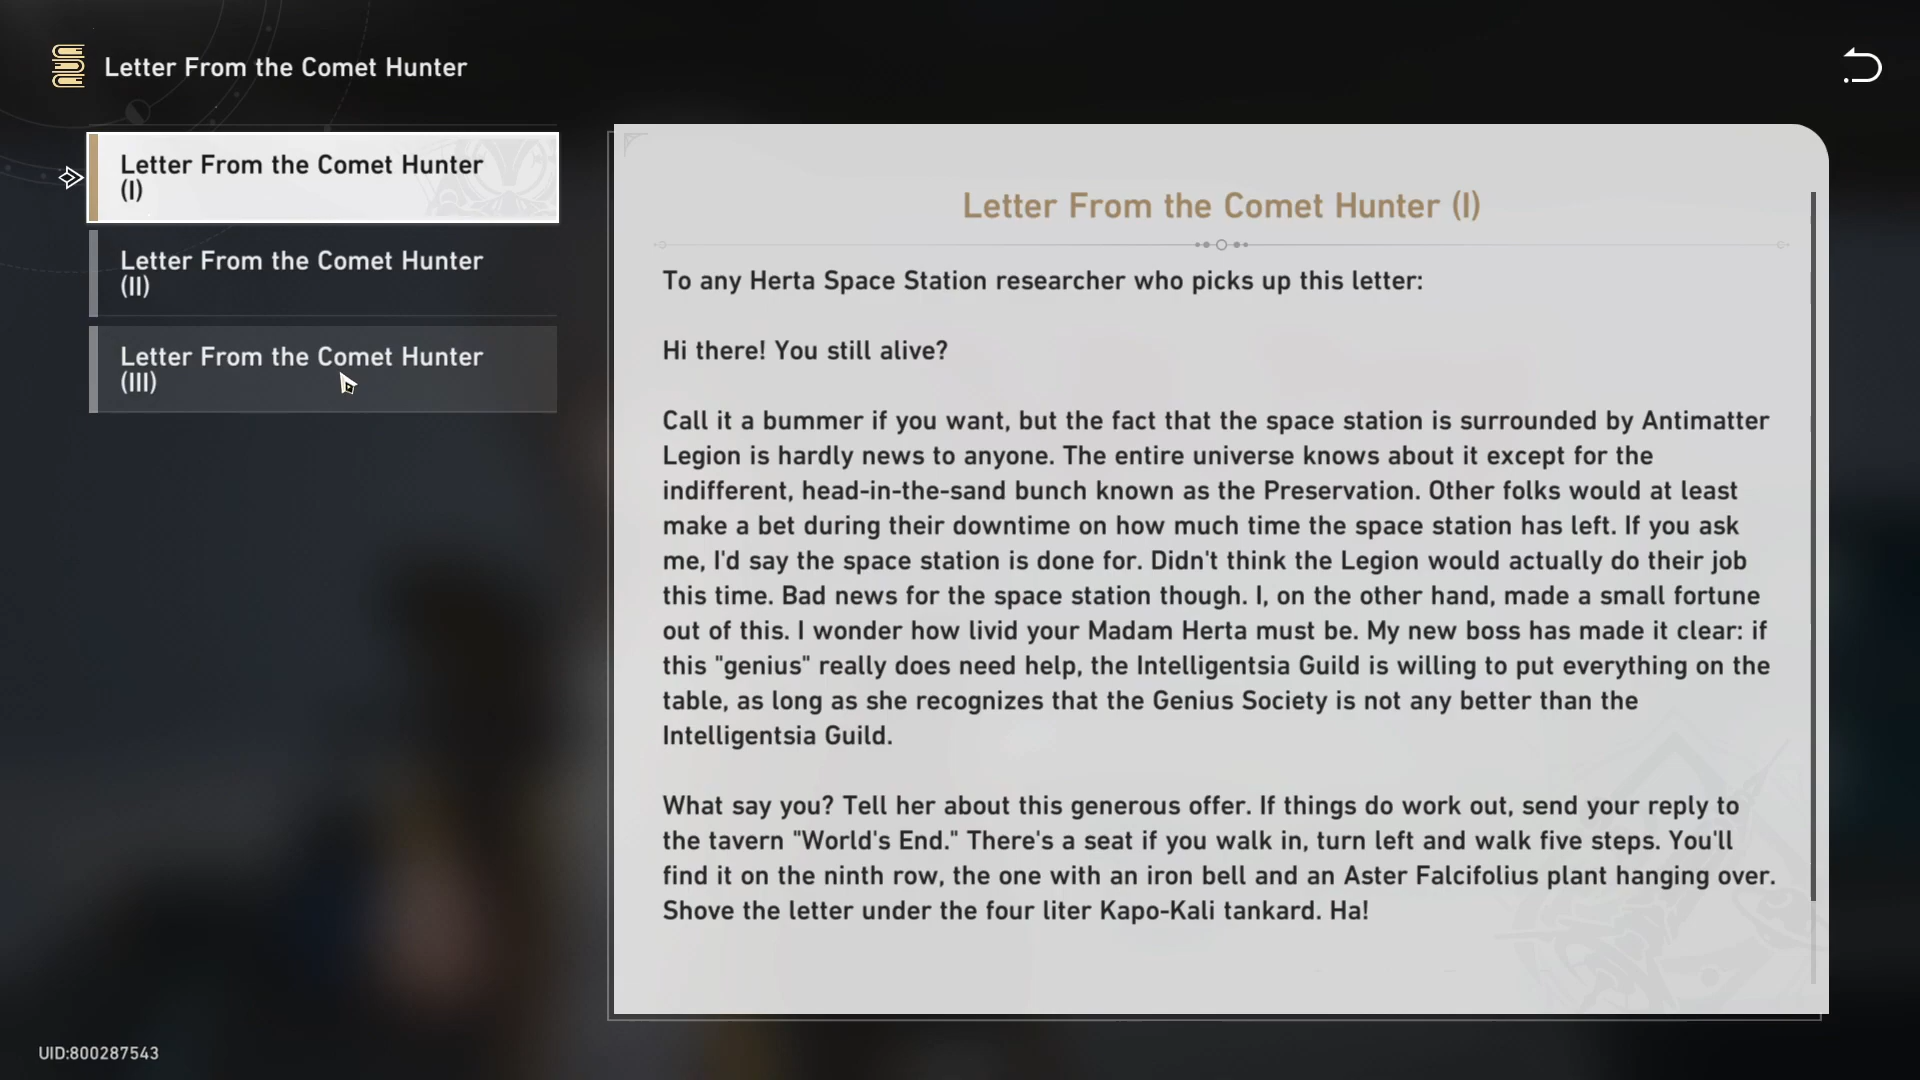 Letter From the Comet Hunter
Letter From the Comet Hunter
(I)
Letter From the Comet Hunter
(II)
Letter From the Comet Hunter
(III)
Letter From the Comet Hunter (I)
To any Herta Space Station researcher who picks up this letter:
Hi there! You still alive?
Call it a bummer if you want, but the fact that the space station is surrounded by Antimatter
Legion is hardly news to anyone. The entire universe knows about it except for the
indifferent, head-in-the-sand bunch known as the Preservation. Other folks would at least
make a bet during their downtime on how much time the space station has left. If you ask
me, I'd say the space station is done for. Didn't think the Legion would actually do their job
this time. Bad news for the space station though. I, on the other hand, made a small fortune
out of this. I wonder how livid your Madam Herta must be. My new boss has made it clear: if
this "genius" really does need help, the Intelligentsia Guild is willing to put everything on the
table, as long as she recognizes that the Genius Society is not any better than the
Intelligentsia Guild.
What say you? Tell her about this generous offer. If things do work out, send your reply to
the tavern "World's End." There's a seat if you walk in, turn left and walk five steps. You'll
find it on the ninth row, the one with an iron bell and an Aster Falcifolius plant hanging over.
Shove the letter under the four liter Kapo-Kali tankard. Ha!
UID:800287543